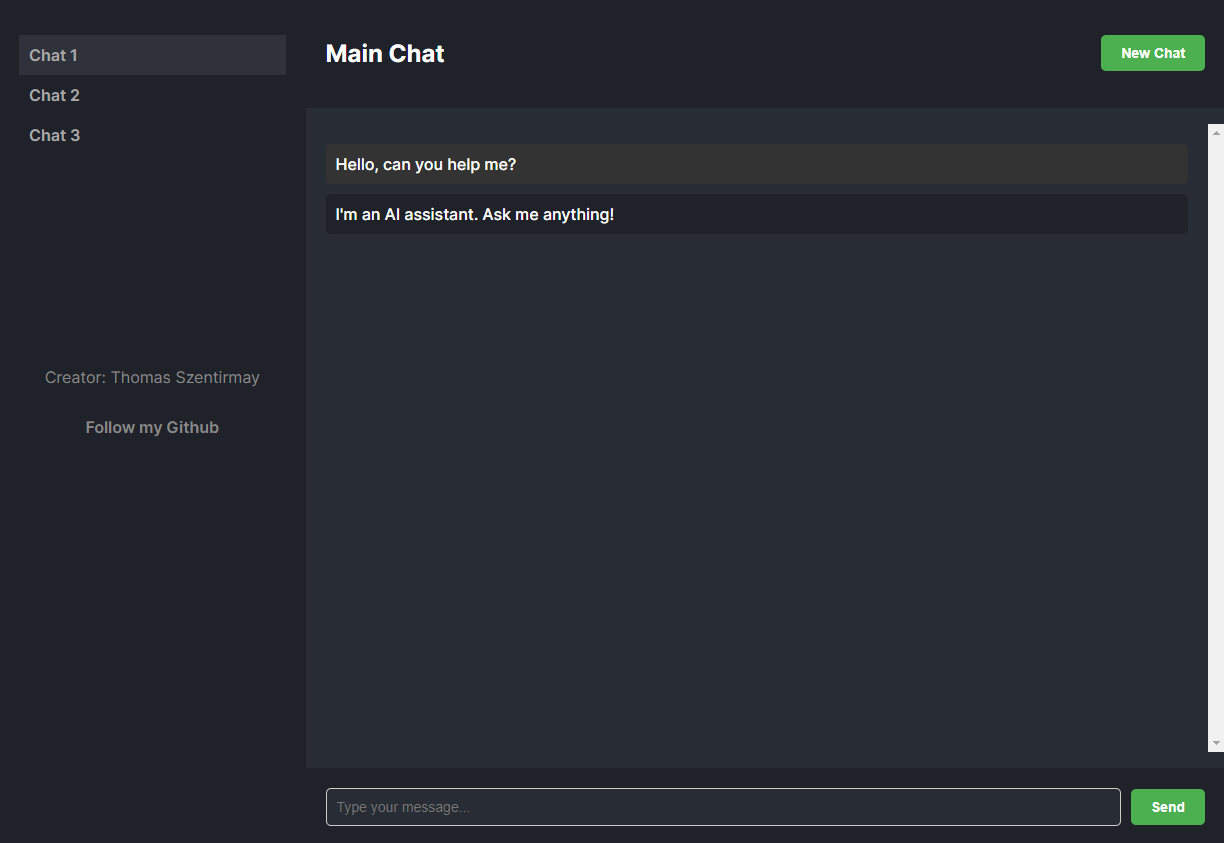 Chat 1
Chat 2
Chat 3
Creator: Thomas Szentirmay
Follow my Github
Main Chat
New Chat
Hello, can you help me?
I'm an AI assistant. Ask me anything!
Type your message...
Send